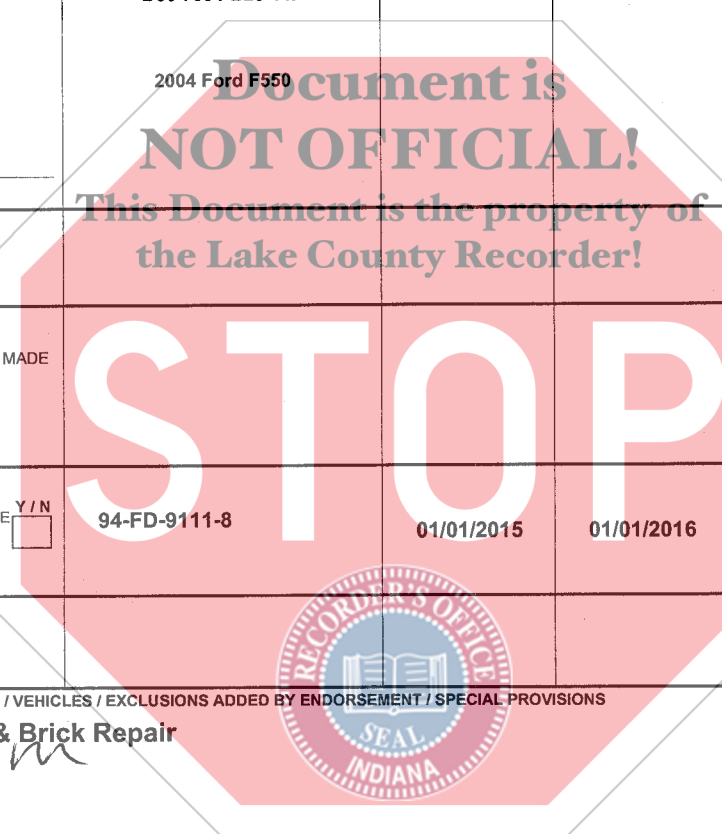 2004 Ford F550
Document is
NOT OFFICIAL!
This Document is the property of
the Lake County Recorder!
MADE
STOP
Y / N
E
94-FD-9111-8
01/01/2015
01/01/2016
RECORDER'S OFFICE
SEAL
INDIANA
/ VEHICLES / EXCLUSIONS ADDED BY ENDORSEMENT / SPECIAL PROVISIONS
& Brick Repair